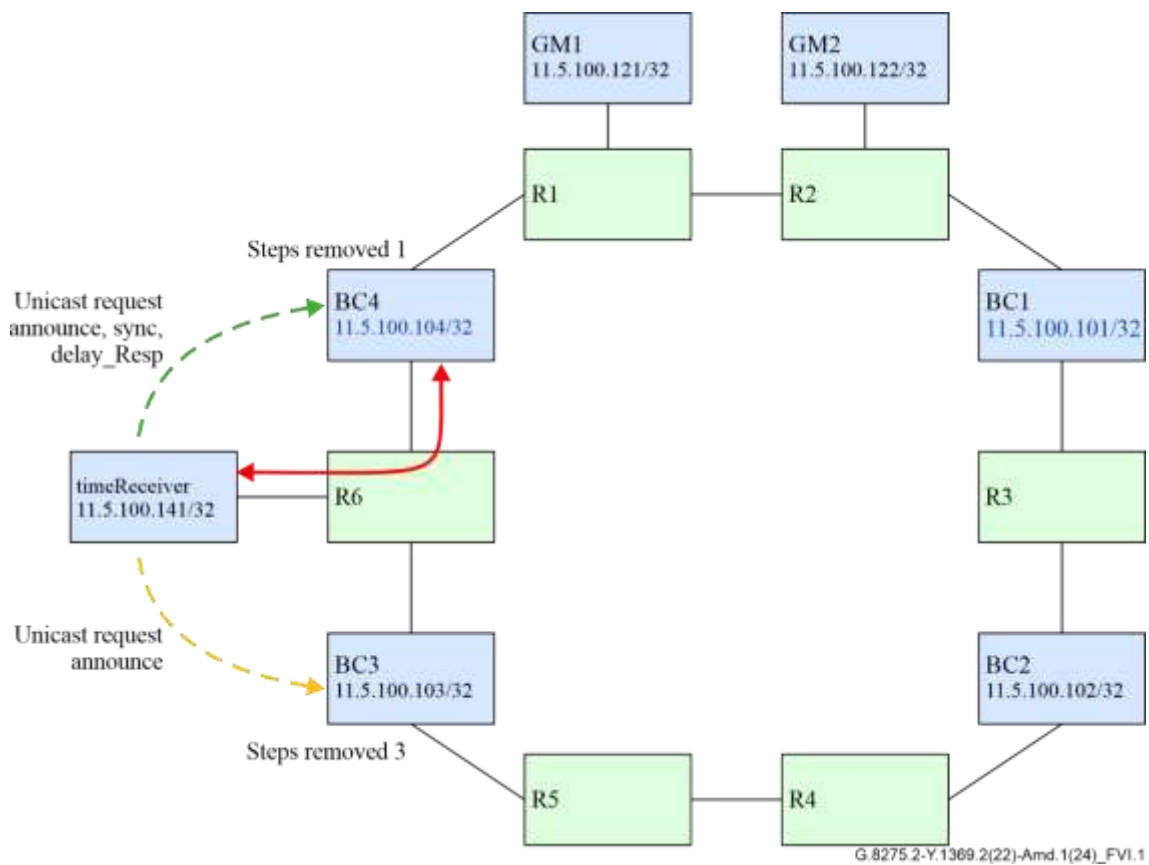 GM1
11.5.100.121/32
GM2
11.5.100.122/32
R1
R2
Steps removed 1
BC4
11.5.100.104/32
BC1
11.5.100.101/32
Unicast request
announce, sync,
delay_Resp
timeReceiver
11.5.100.141/32
R6
R3
Unicast request
announce
BC3
11.5.100.103/32
BC2
11.5.100.102/32
Steps removed 3
R5
R4
G.8275.2-Y.1369.2(22)-Amd.1(24)_FVI.1